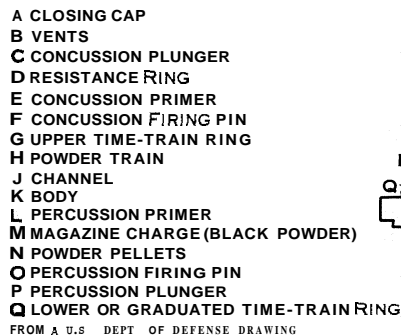 A CLOSING CAP
B VENTS
C CONCUSSION PLUNGER
D RESISTANCE RING
E CONCUSSION PRIMER
F CONCUSSION FIRING PIN
G UPPER TIME-TRAIN RING
H POWDER TRAIN
J CHANNEL
K BODY
L PERCUSSION PRIMER
M MAGAZINE CHARGE (BLACK POWDER)
N POWDER PELLETS
O PERCUSSION FIRING PIN
P PERCUSSION PLUNGER
Q LOWER OR GRADUATED TIME-TRAIN RING
FROM A U.S DEPT OF DEFENSE DRAWING
Q